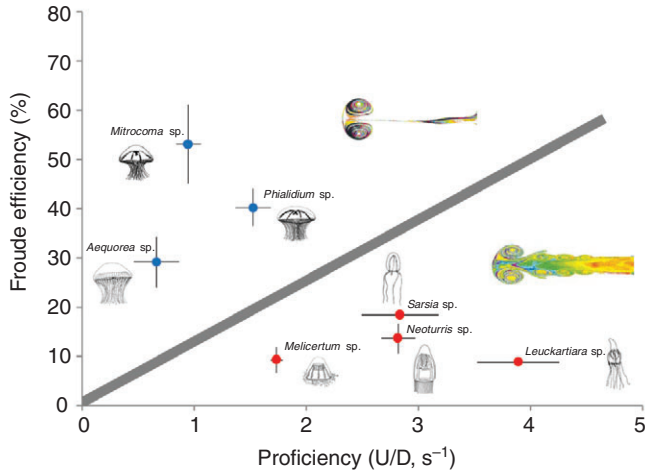 80
70
60
50
40
30
20
10
0
Froude efficiency (%)
Mitrocoma sp.
Phialidium sp.
Aequorea sp.
Sarsia sp.
Neoturris sp.
Melicertum sp.
Leuckartiara sp.
0 1 2 3 4 5
Proficiency (U/D, s⁻¹)